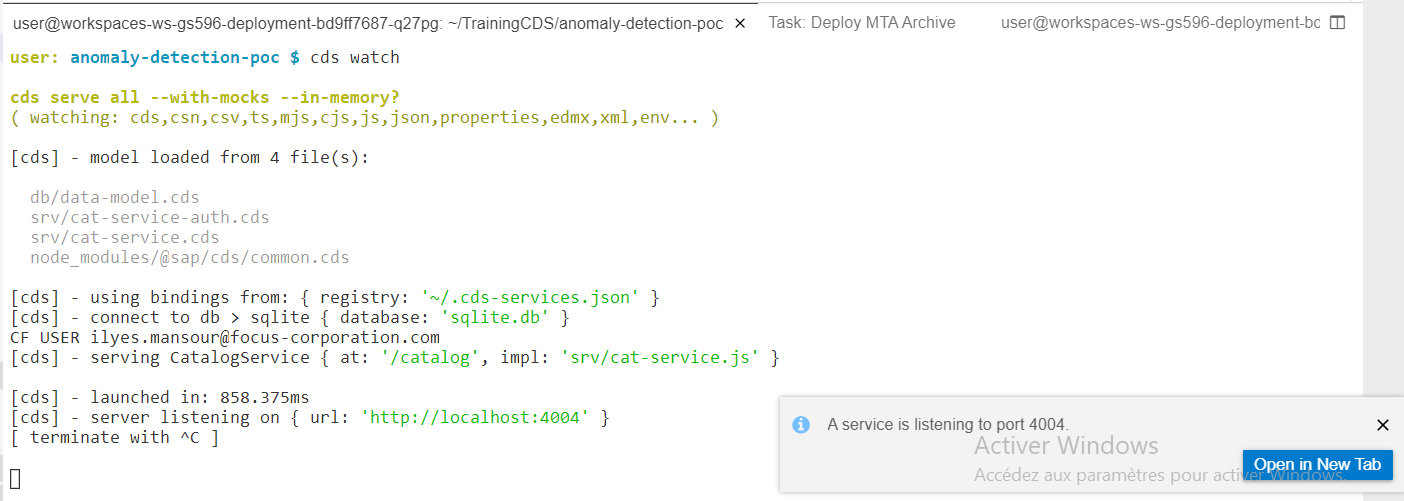 user@workspaces-ws-gs596-deployment-bd9ff7687-q27pg: ~/TrainingCDS/anomaly-detection-poc × Task: Deploy MTA Archive user@workspaces-ws-gs596-deployment-bd
user: anomaly-detection-poc $ cds watch
cds serve all --with-mocks --in-memory?
( watching: cds,csn,csv,ts,mjs,cjs,js,json,properties,edmx,xml,env... )
[cds] - model loaded from 4 file(s):
db/data-model.cds
srv/cat-service-auth.cds
srv/cat-service.cds
node_modules/@sap/cds/common.cds
[cds] - using bindings from: { registry: '~/.cds-services.json' }
[cds] - connect to db > sqlite { database: 'sqlite.db' }
CF USER ilyes.mansour@focus-corporation.com
[cds] - serving CatalogService { at: '/catalog', impl: 'srv/cat-service.js' }
[cds] - launched in: 858.375ms
[cds] - server listening on { url: 'http://localhost:4004' }
[ terminate with ^C ]
A service is listening to port 4004.
Activer Windows
Accédez aux paramètres pour activer Windows.
Open in New Tab